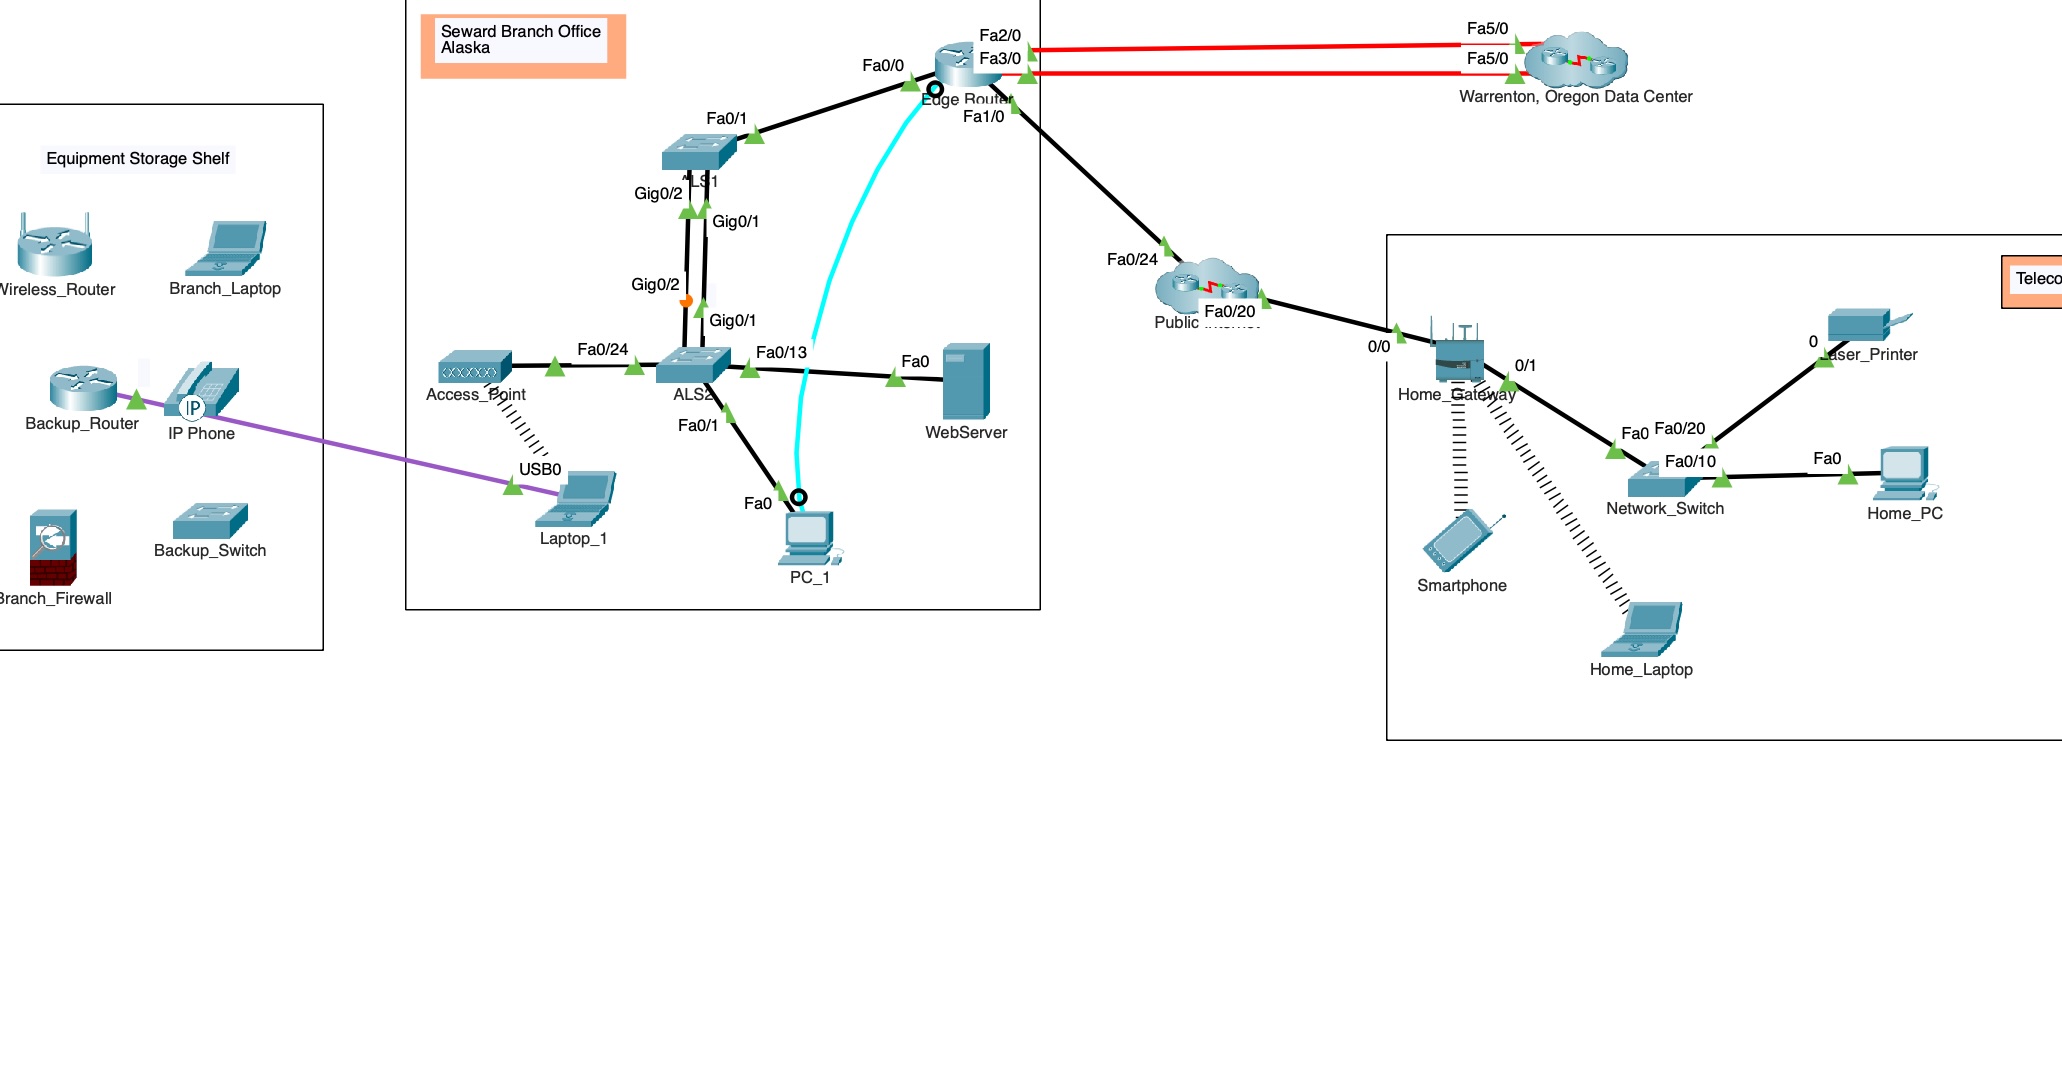 Seward Branch Office
Alaska
Equipment Storage Shelf
Wireless_Router
Branch_Laptop
Backup_Router
IP
IP Phone
Branch_Firewall
Backup_Switch
Fa0/0
Fa2/0
Fa3/0
Edge Router
Fa1/0
Fa0/1
ALS1
Gig0/2
Gig0/1
Gig0/2
Gig0/1
Fa0/24
Access_Point
ALS2
Fa0/13
Fa0
WebServer
Fa0/1
USB0
Laptop_1
Fa0
PC_1
Fa5/0
Fa5/0
Warrenton, Oregon Data Center
Fa0/24
Public
Fa0/20
Teleco
0/0
Home_Gateway
0/1
0
Laser_Printer
Fa0
Fa0/20
Fa0/10
Network_Switch
Fa0
Home_PC
Smartphone
Home_Laptop